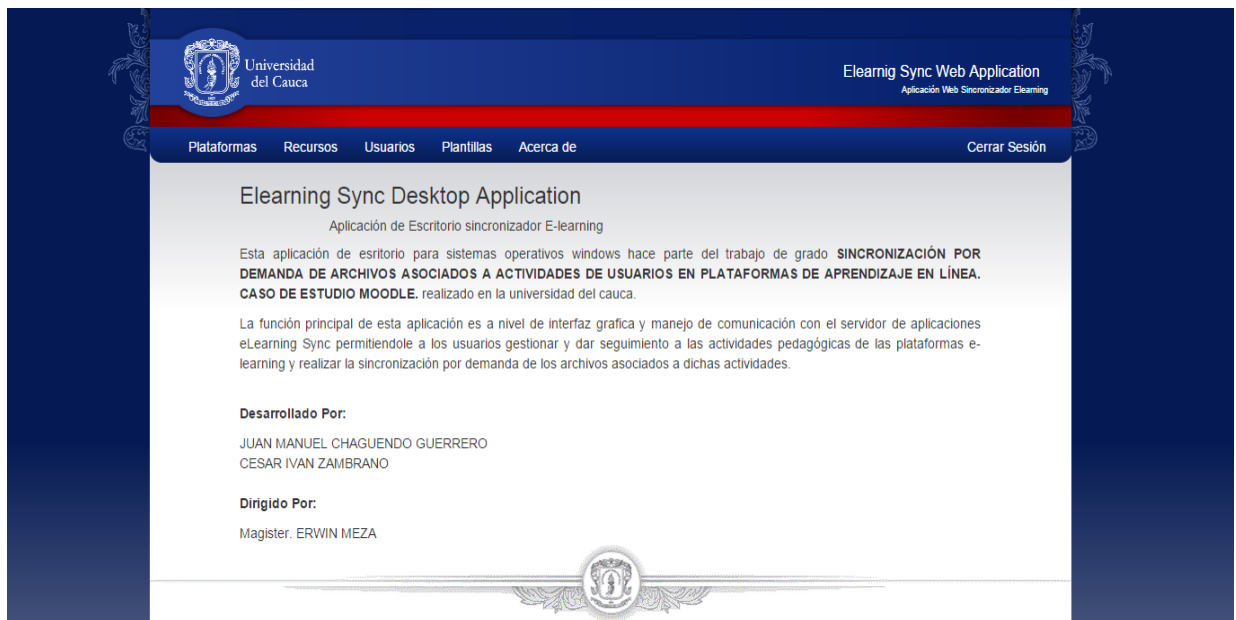 Universidad
del Cauca
Elearnig Sync Web Application
Aplicación Web Sincronizador Elearning
Plataformas Recursos Usuarios Plantillas Acerca de Cerrar Sesión
Elearning Sync Desktop Application
Aplicación de Escritorio sincronizador E-learning
Esta aplicación de esritorio para sistemas operativos windows hace parte del trabajo de grado SINCRONIZACIÓN POR
DEMANDA DE ARCHIVOS ASOCIADOS A ACTIVIDADES DE USUARIOS EN PLATAFORMAS DE APRENDIZAJE EN LÍNEA.
CASO DE ESTUDIO MOODLE. realizado en la universidad del cauca.
La función principal de esta aplicación es a nivel de interfaz grafica y manejo de comunicación con el servidor de aplicaciones
eLearning Sync permitiendole a los usuarios gestionar y dar seguimiento a las actividades pedagógicas de las plataformas e-
learning y realizar la sincronización por demanda de los archivos asociados a dichas actividades.
Desarrollado Por:
JUAN MANUEL CHAGUENDO GUERRERO
CESAR IVAN ZAMBRANO
Dirigido Por:
Magister. ERWIN MEZA